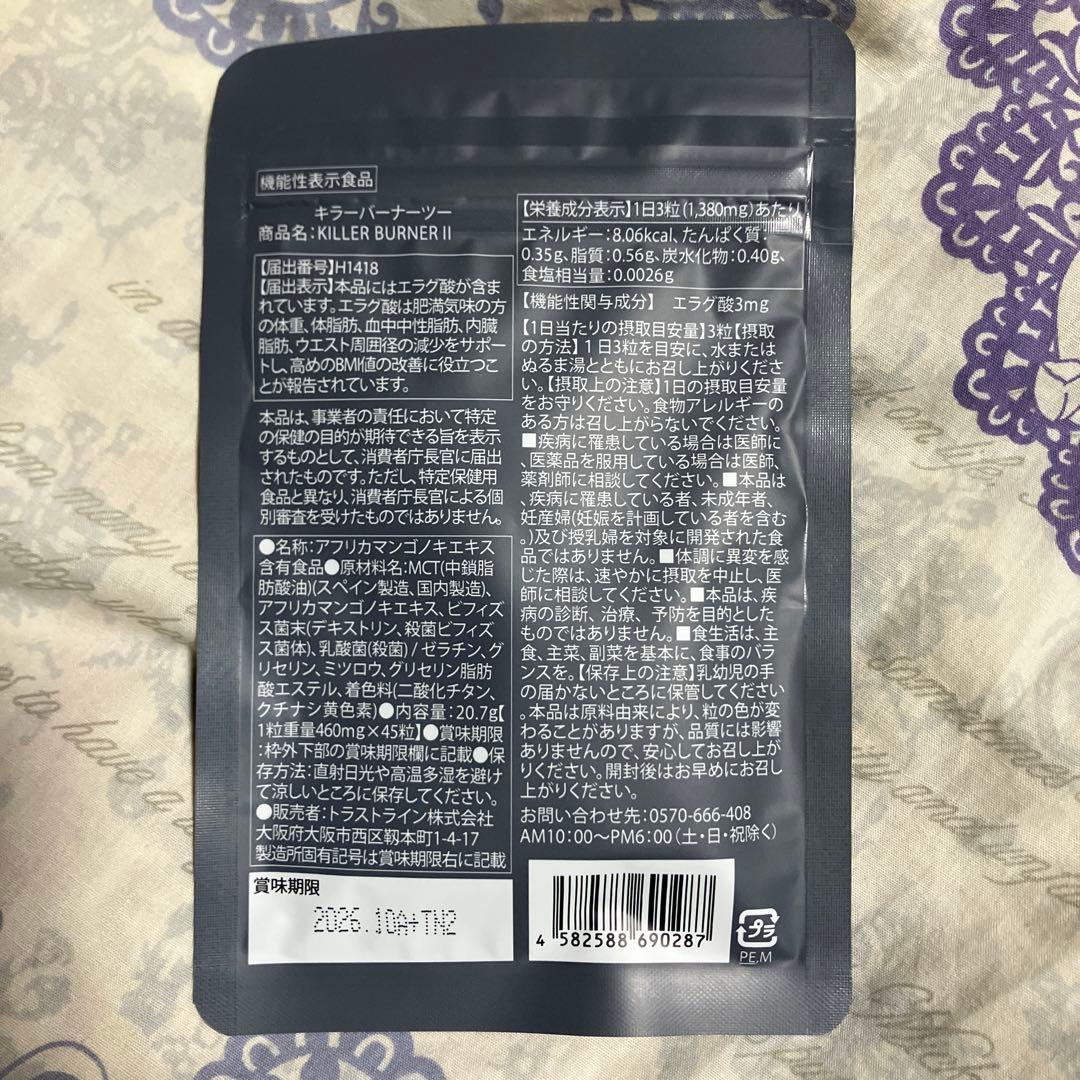 機能性表示食品
キラーバーナーツー
商品名:KILLER BURNER II
【届出番号】H1418
【届出表示】本品にはエラグ酸が含ま
れています。エラグ酸は肥満気味の方
の体重、体脂肪、血中中性脂肪、内臓
脂肪、ウエスト周囲径の減少をサポー
トし、高めのBMI値の改善に役立つこ
とが報告されています。
本品は、事業者の責任において特定
の保健の目的が期待できる旨を表示
するものとして、消費者庁長官に届出
されたものです。ただし、特定保健用
食品と異なり、消費者庁長官による個
別審査を受けたものではありません。
●名称:アフリカマンゴノキエキス
含有食品●原材料名:MCT(中鎖脂
肪酸油)(スペイン製造、国内製造)、
アフリカマンゴノキエキス、ビフィズ
ス菌末(デキストリン、殺菌ビフィズ
ス菌体)、乳酸菌(殺菌) / ゼラチン、グ
リセリン、ミツロウ、グリセリン脂肪
酸エステル、着色料(二酸化チタン、
クチナシ黄色素)●内容量:20.7g【
1粒重量460mg×45粒】●賞味期限
:枠外下部の賞味期限欄に記載●保
存方法:直射日光や高温多湿を避け
て涼しいところに保存してください。
●販売者:トラストライン株式会社
大阪府大阪市西区靱本町1-4-17
製造所固有記号は賞味期限右に記載
賞味期限
2026.10A+TN2
【栄養成分表示】1日3粒(1,380mg)あたり
エネルギー:8.06kcal、たんぱく質:
0.35g、脂質:0.56g、炭水化物:0.40g、
食塩相当量:0.0026g
【機能性関与成分】 エラグ酸3mg
【1日当たりの摂取目安量】3粒【摂取
の方法】1日3粒を目安に、水または
ぬるま湯とともにお召し上がりくださ
い。【摂取上の注意】1日の摂取目安量
をお守りください。食物アレルギーの
ある方は召し上がらないでください。
■疾病に罹患している場合は医師に
、医薬品を服用している場合は医師、
薬剤師に相談してください。■本品は
、疾病に罹患している者、未成年者、
妊産婦(妊娠を計画している者を含む
。)及び授乳婦を対象に開発された食
品ではありません。■体調に異変を感
じた際は、速やかに摂取を中止し、医
師に相談してください。■本品は、疾
病の診断、治療、予防を目的とした
ものではありません。■食生活は、主
食、主菜、副菜を基本に、食事のバラ
ンスを。【保存上の注意】乳幼児の手
の届かないところに保管してください
。本品は原料由来により、粒の色が変
わることがありますが、品質には影響
ありませんので、安心してお召し上が
りください。開封後はお早めにお召し
上がりください。
お問い合わせ先:0570-666-408
AM10:00～PM6:00(土・日・祝除く)
4 582588 690287
プラ
PE,M